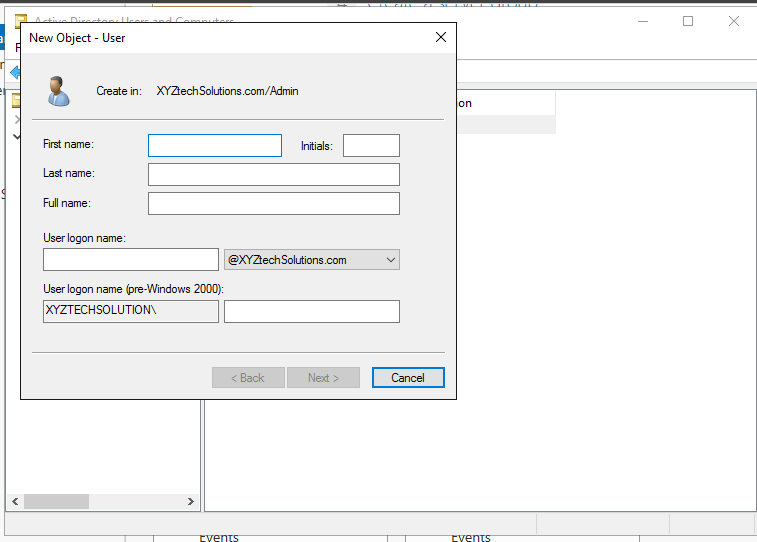 Active Directory Users and Computers
New Object - User
Create in: XYZtechSolutions.com/Admin
First name: Initials:
Last name:
Full name:
User logon name:
@XYZtechSolutions.com
User logon name (pre-Windows 2000):
XYZTECHSOLUTION\
< Back Next > Cancel
Events Events